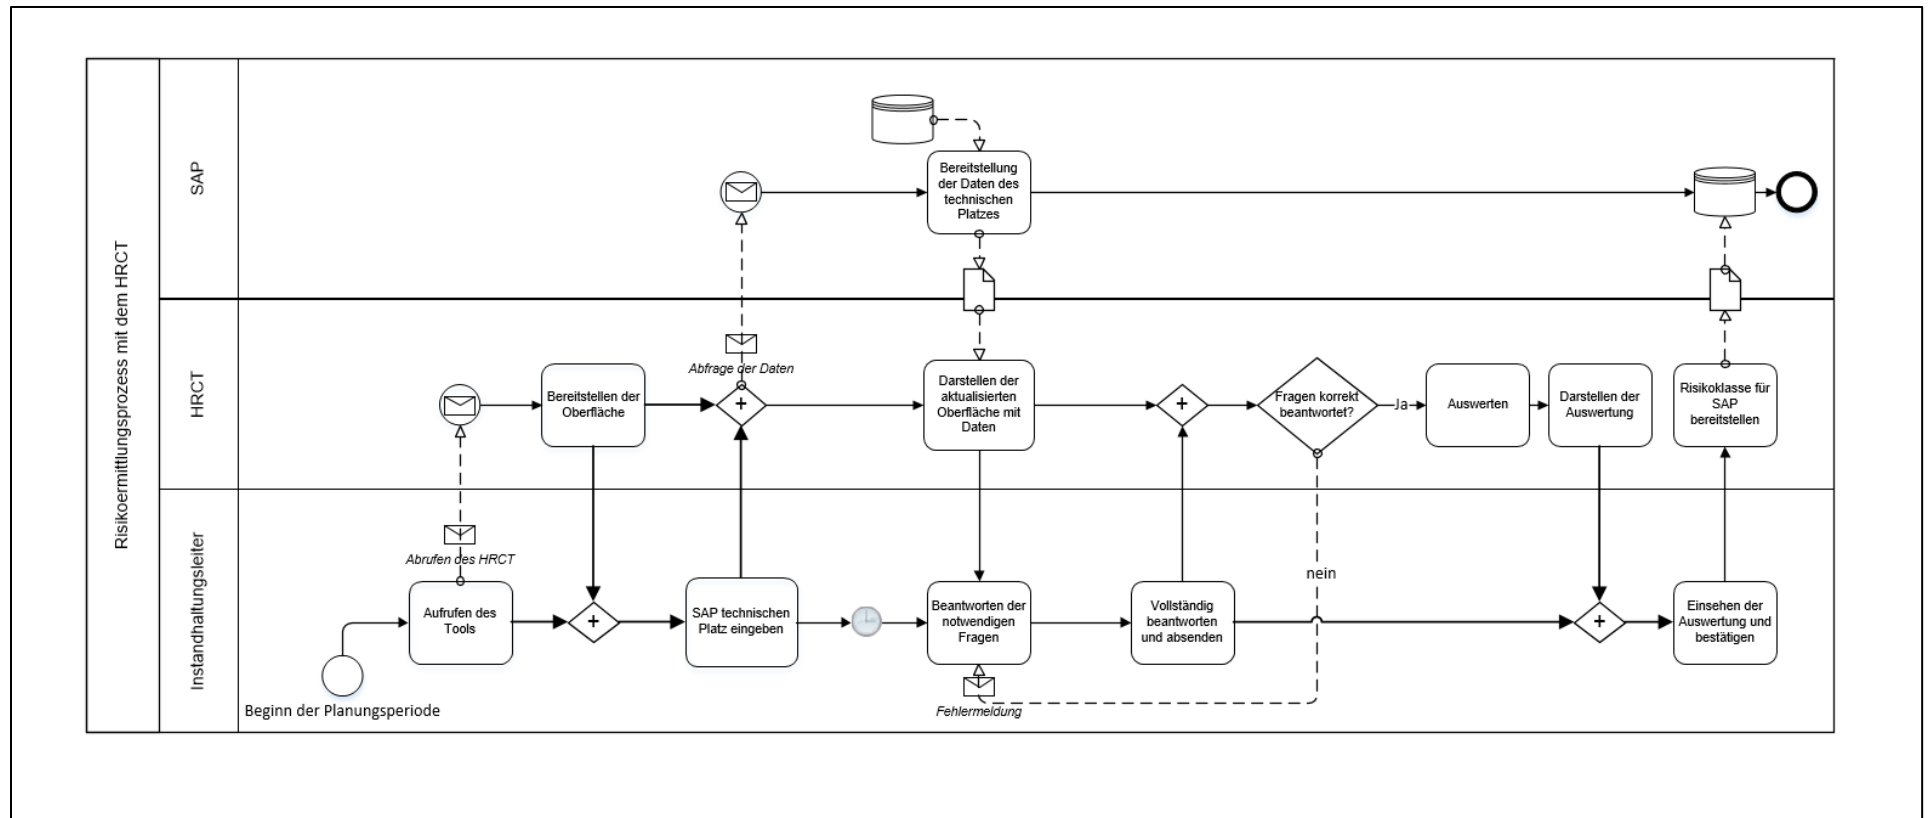 Risikoermittlungsprozess mit dem HRCT
SAP
Bereitstellung
der Daten des
technischen
Platzes
HRCT
Bereitstellen der
Oberfläche
Abfrage der Daten
+
Darstellen der
aktualisierten
Oberfläche mit
Daten
+
Fragen korrekt
beantwortet?
Ja
Auswerten
Darstellen der
Auswertung
Risikoklasse für
SAP
bereitstellen
Instandhaltungsleiter
Beginn der Planungsperiode
Abrufen des HRCT
Aufrufen des
Tools
+
SAP technischen
Platz eingeben
Beantworten der
notwendigen
Fragen
Fehlermeldung
Vollständig
beantworten
und absenden
nein
+
Einsehen der
Auswertung und
bestätigen